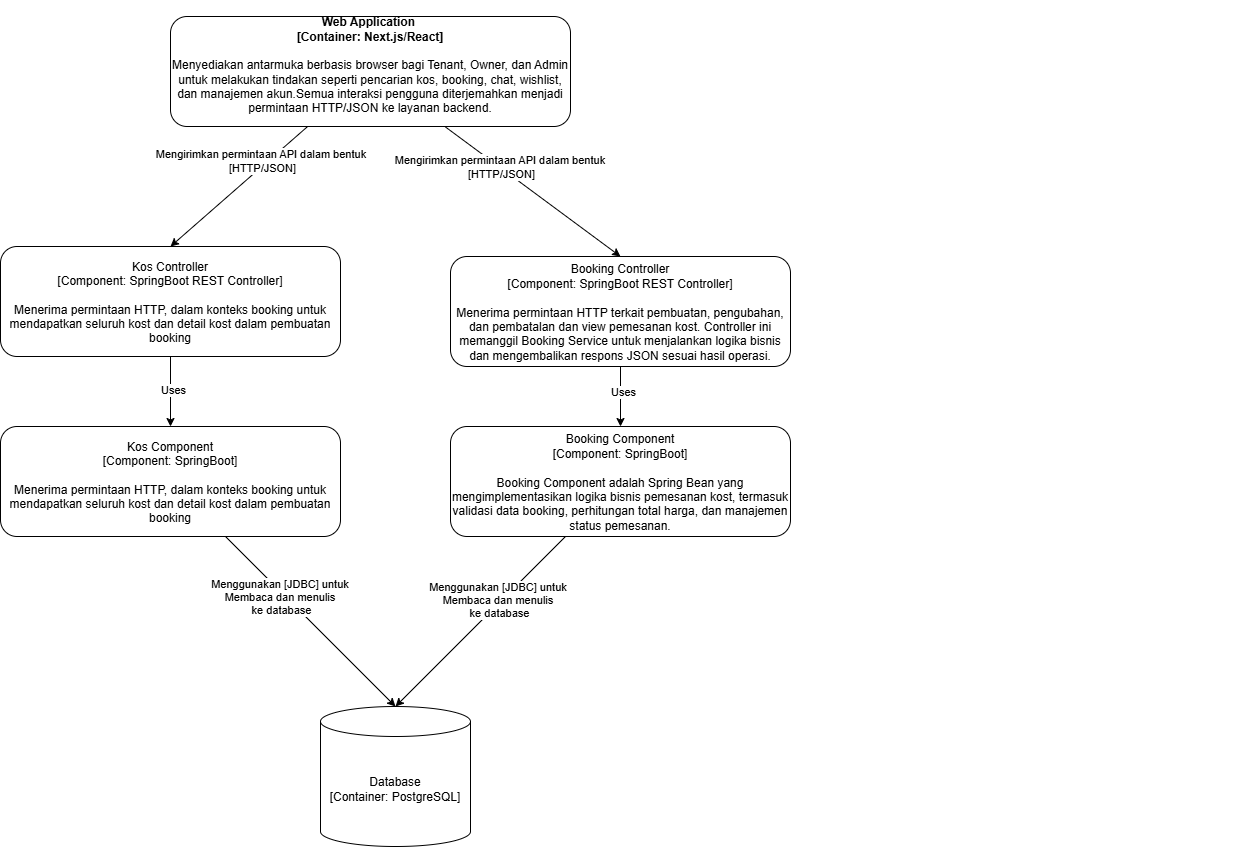 Web Application
[Container: Next.js/React]
Menyediakan antarmuka berbasis browser bagi Tenant, Owner, dan Admin
untuk melakukan tindakan seperti pencarian kos, booking, chat, wishlist,
dan manajemen akun.Semua interaksi pengguna diterjemahkan menjadi
permintaan HTTP/JSON ke layanan backend.
Mengirimkan permintaan API dalam bentuk
[HTTP/JSON]
Mengirimkan permintaan API dalam bentuk
[HTTP/JSON]
Kos Controller
[Component: SpringBoot REST Controller]
Menerima permintaan HTTP, dalam konteks booking untuk
mendapatkan seluruh kost dan detail kost dalam pembuatan
booking
Booking Controller
[Component: SpringBoot REST Controller]
Menerima permintaan HTTP terkait pembuatan, pengubahan,
dan pembatalan dan view pemesanan kost. Controller ini
memanggil Booking Service untuk menjalankan logika bisnis
dan mengembalikan respons JSON sesuai hasil operasi.
Uses
Uses
Kos Component
[Component: SpringBoot]
Menerima permintaan HTTP, dalam konteks booking untuk
mendapatkan seluruh kost dan detail kost dalam pembuatan
booking
Booking Component
[Component: SpringBoot]
Booking Component adalah Spring Bean yang
mengimplementasikan logika bisnis pemesanan kost, termasuk
validasi data booking, perhitungan total harga, dan manajemen
status pemesanan.
Menggunakan [JDBC] untuk
Membaca dan menulis
ke database
Menggunakan [JDBC] untuk
Membaca dan menulis
ke database
Database
[Container: PostgreSQL]